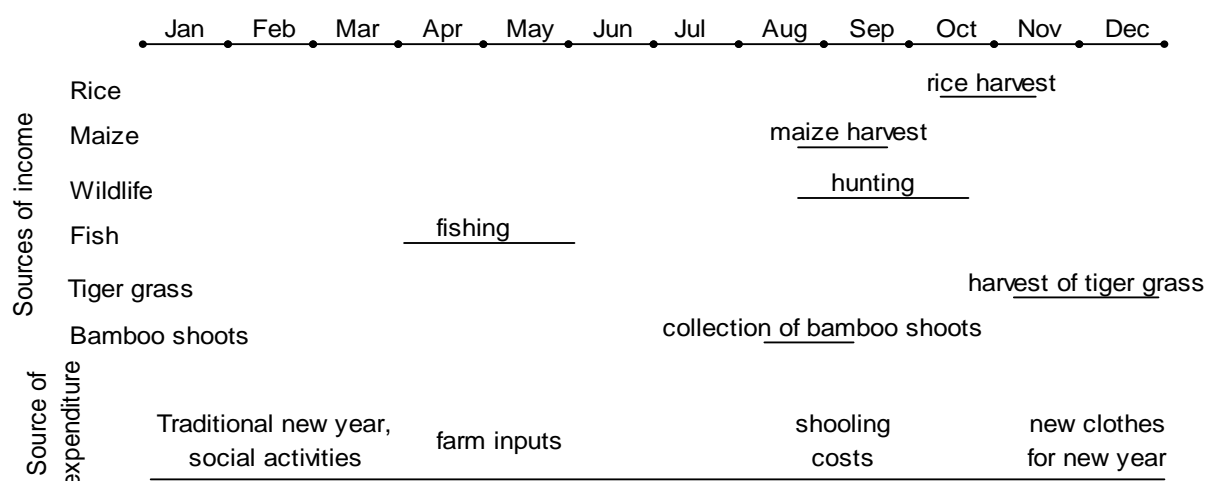 Jan Feb Mar Apr May Jun Jul Aug Sep Oct Nov Dec
Sources of income
Rice rice harvest
Maize maize harvest
Wildlife hunting
Fish fishing
Tiger grass harvest of tiger grass
Bamboo shoots collection of bamboo shoots
Source of
expenditure
Traditional new year,
social activities
farm inputs
shooling
costs
new clothes
for new year